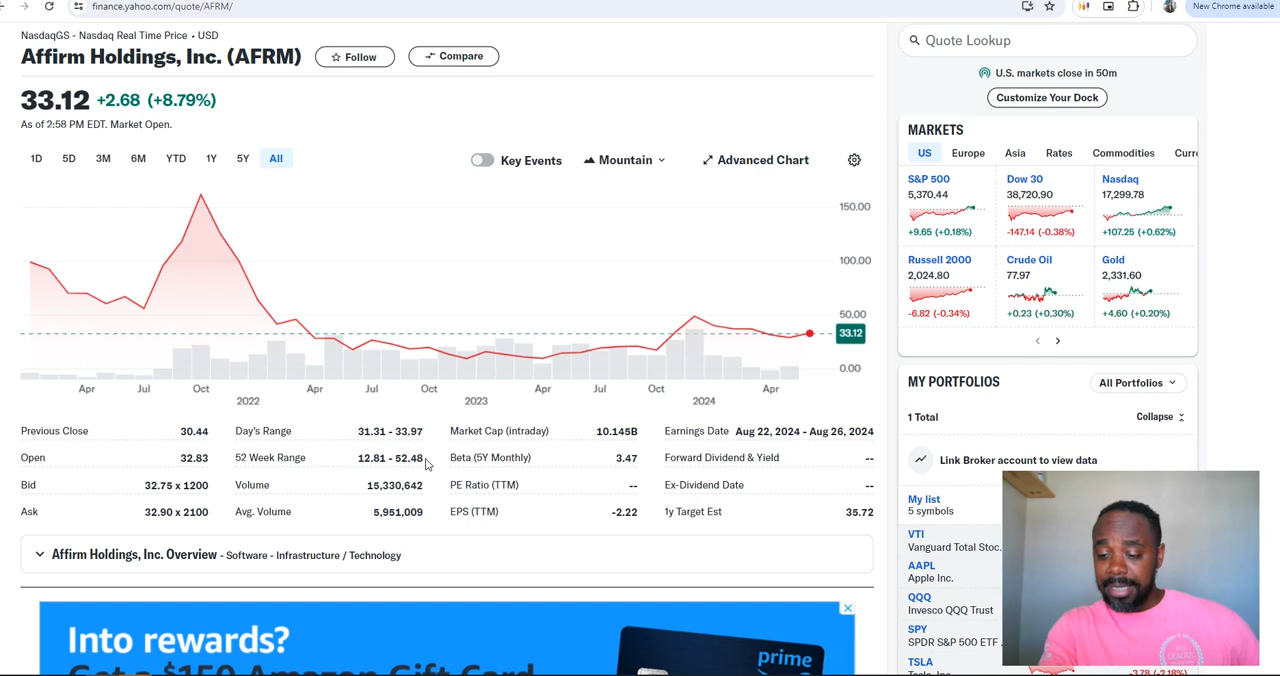 finance.yahoo.com/quote/AFRM/
New Chrome available
NasdaqGS - Nasdaq Real Time Price • USD
Affirm Holdings, Inc. (AFRM)
Follow
Compare
33.12 +2.68 (+8.79%)
As of 2:58 PM EDT. Market Open.
1D 5D 3M 6M YTD 1Y 5Y All
Key Events
Mountain
Advanced Chart
150.00
100.00
50.00
33.12
0.00
Apr Jul Oct Apr Jul Oct Apr Jul Oct Apr
2022 2023 2024
Previous Close 30.44 Day's Range 31.31 - 33.97 Market Cap (intraday) 10.145B Earnings Date Aug 22, 2024 - Aug 26, 2024
Open 32.83 52 Week Range 12.81 - 52.48 Beta (5Y Monthly) 3.47 Forward Dividend & Yield --
Bid 32.75 x 1200 Volume 15,330,642 PE Ratio (TTM) -- Ex-Dividend Date --
Ask 32.90 x 2100 Avg. Volume 5,951,009 EPS (TTM) -2.22 1y Target Est 35.72
Affirm Holdings, Inc. Overview - Software - Infrastructure / Technology
Into rewards?
Get a $150 Amazon Gift Card
prime
Quote Lookup
U.S. markets close in 50m
Customize Your Dock
MARKETS
US Europe Asia Rates Commodities Curre
S&P 500 Dow 30 Nasdaq
5,370.44 38,720.90 17,299.78
+9.65 (+0.18%) -147.14 (-0.38%) +107.25 (+0.62%)
Russell 2000 Crude Oil Gold
2,024.80 77.97 2,331.60
-6.82 (-0.34%) +0.23 (+0.30%) +4.60 (+0.20%)
MY PORTFOLIOS
All Portfolios
1 Total
Collapse
Link Broker account to view data
My list
5 symbols
VTI
Vanguard Total Stoc...
AAPL
Apple Inc.
QQQ
Invesco QQQ Trust
SPY
SPDR S&P 500 ETF
TSLA
Tesla, Inc. -3.78 (-2.18%)